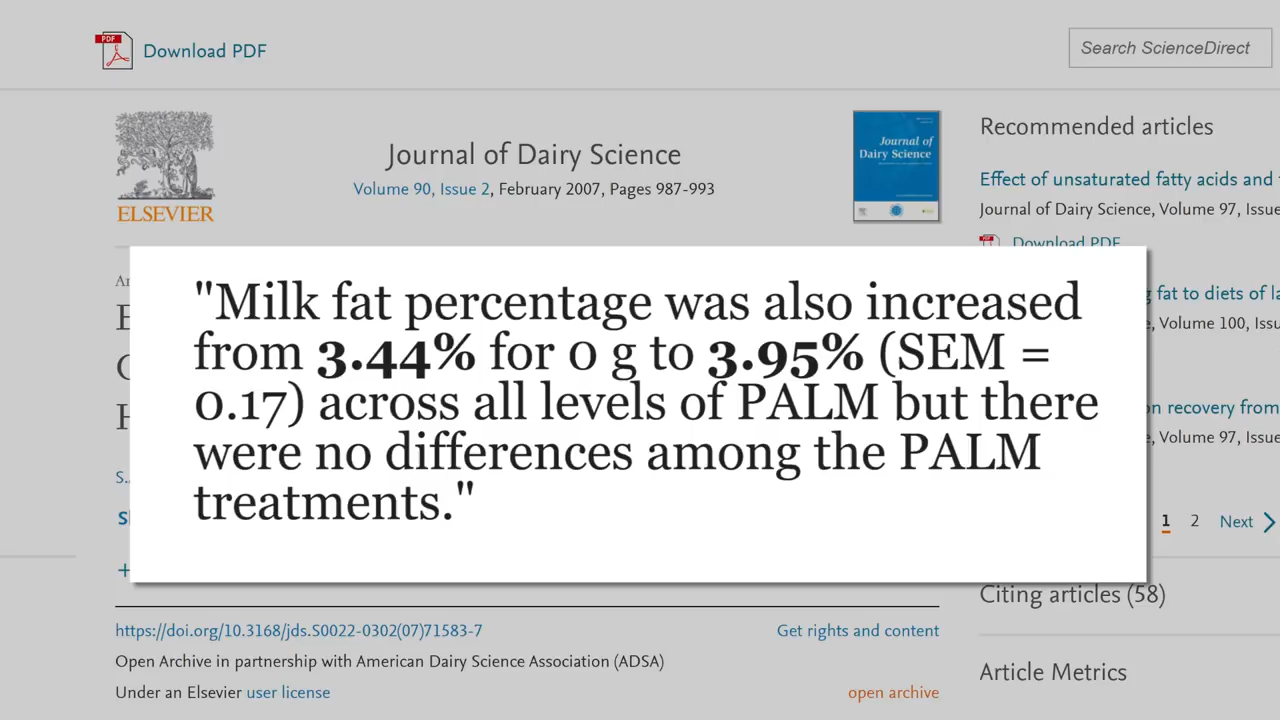 PDF
Download PDF
Search ScienceDirect
ELSEVIER
Journal of Dairy Science
Volume 90, Issue 2, February 2007, Pages 987-993
Journal of
Dairy Science
Recommended articles
Effect of unsaturated fatty acids and
Journal of Dairy Science, Volume 97, Issue
PDF
Download PDF
fat to diets of
Volume 100,
recovery from
Volume 97, Issue
"Milk fat percentage was also increased
from 3.44% for 0 g to 3.95% (SEM =
0.17) across all levels of PALM but there
were no differences among the PALM
treatments."
1 2 Next
Citing articles (58)
https://doi.org/10.3168/jds.S0022-0302(07)71583-7
Get rights and content
Open Archive in partnership with American Dairy Science Association (ADSA)
Article Metrics
Under an Elsevier user license
open archive